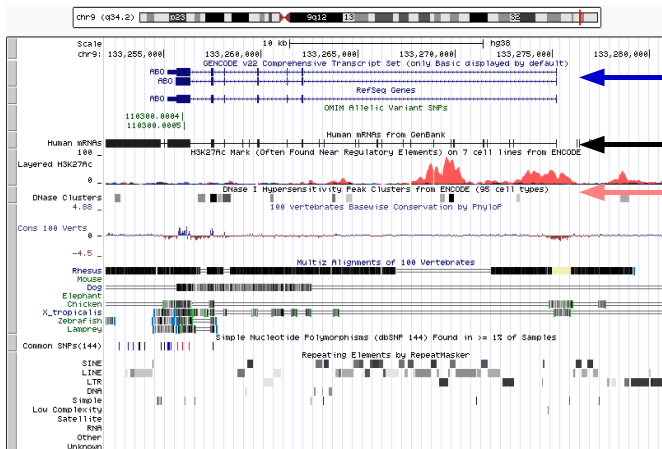 chr9 (q34.2) p23 9q12 13 32
Scale 10 kb hg38
chr9: 133,255,000 133,260,000 133,265,000 133,270,000 133,275,000 133,280,000
GENCODE v22 Comprehensive Transcript Set (only Basic displayed by default)
ABO
ABO
RefSeq Genes
ABO
OMIM Allelic Variant SNPs
110300.0004
110300.0005
Human mRNAs from GenBank
Human mRNAs
H3K27Ac Mark (Often Found Near Regulatory Elements) on 7 cell lines from ENCODE
100 _
Layered H3K27Ac
0 _
DNase I Hypersensitivity Peak Clusters from ENCODE (95 cell types)
DNase Clusters
100 vertebrates Basewise Conservation by PhyloP
4.88 _
Cons 100 Verts
0 -
-4.5 _
Multiz Alignments of 100 Vertebrates
Rhesus
Mouse
Dog
Elephant
Chicken
X_tropicalis
Zebrafish
Lamprey
Simple Nucleotide Polymorphisms (dbSNP 144) Found in >= 1% of Samples
Common SNPs(144)
Repeating Elements by RepeatMasker
SINE
LINE
LTR
DNA
Simple
Low Complexity
Satellite
RNA
Other
Unknown